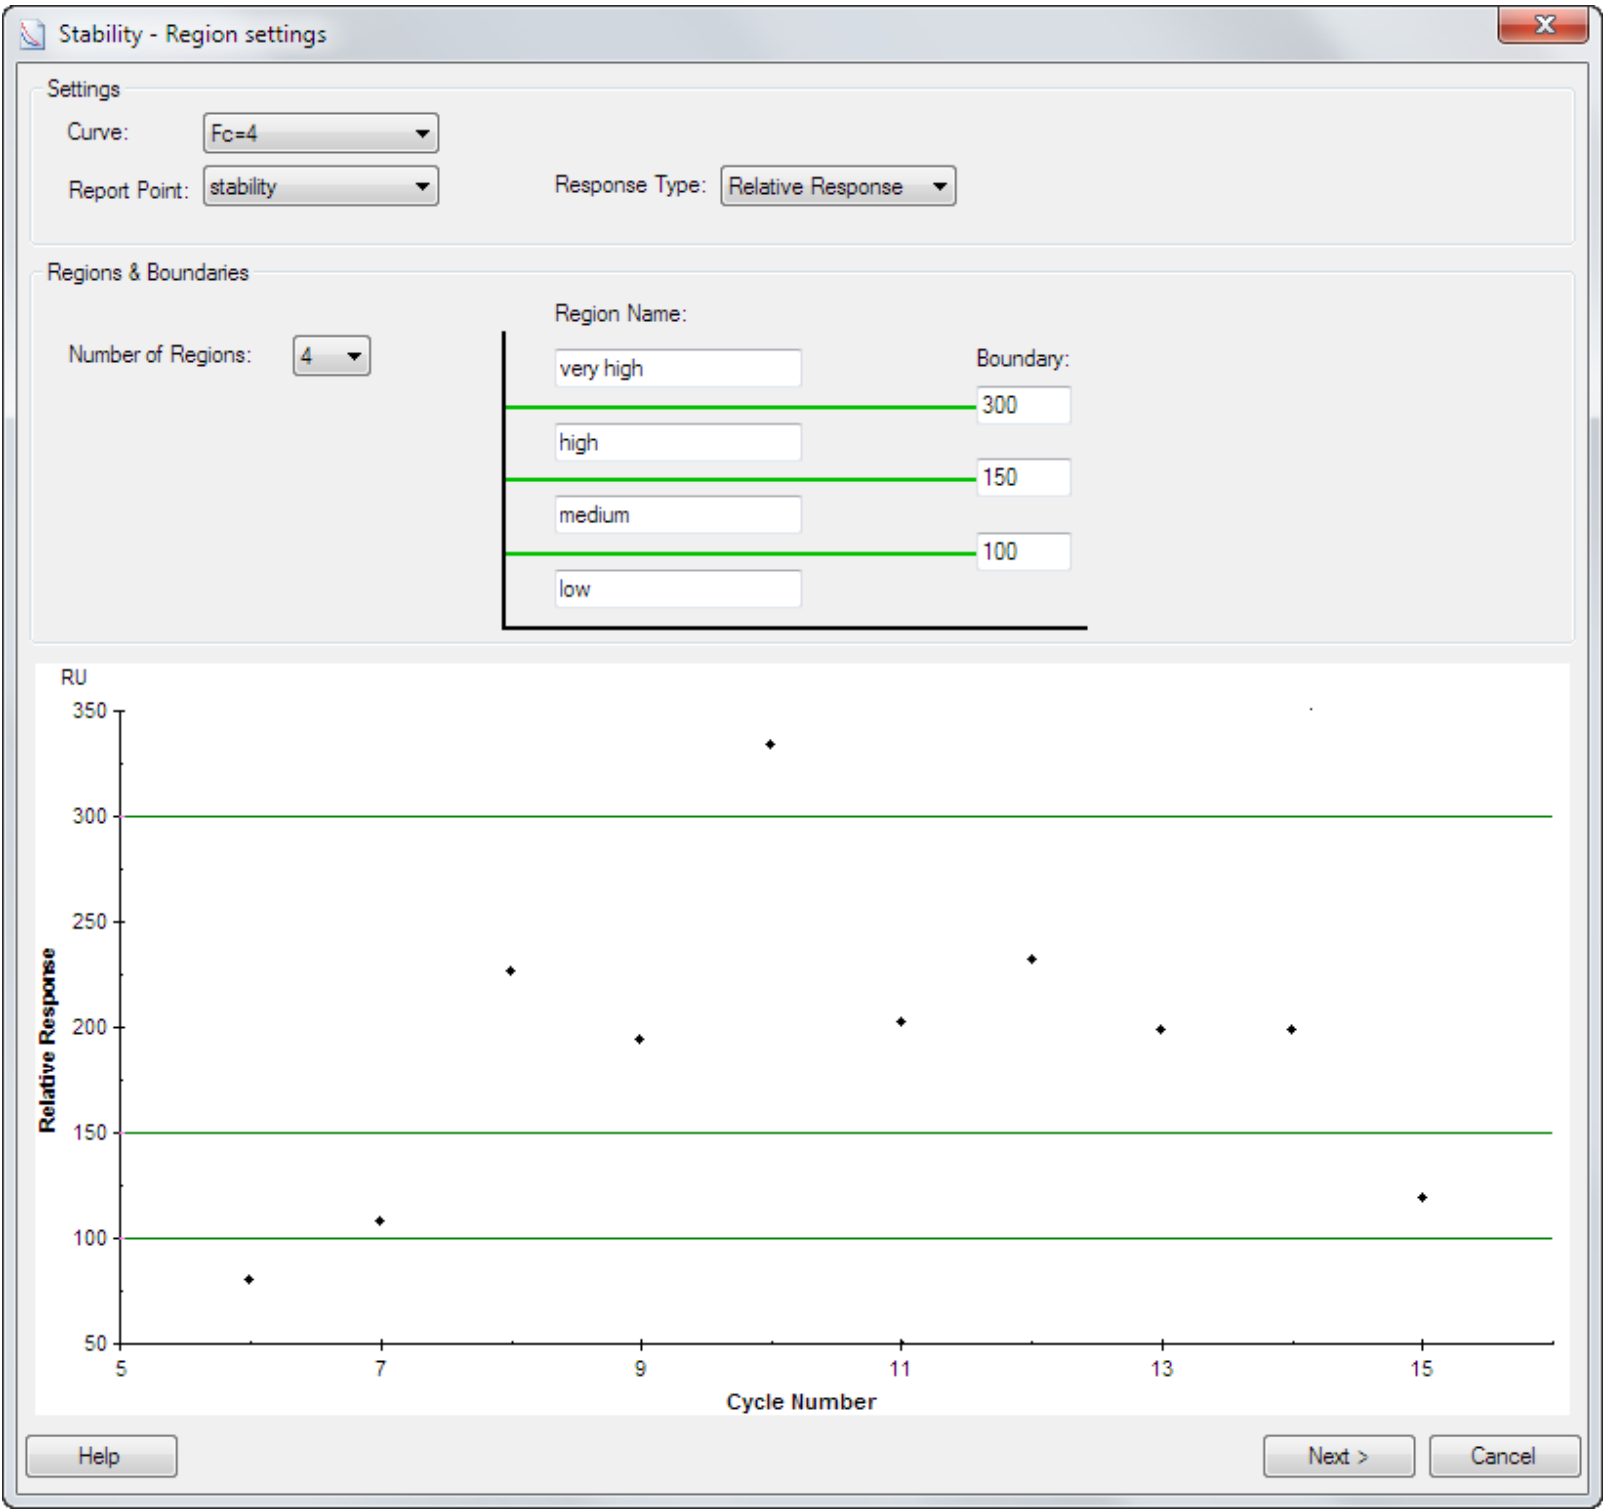 Stability - Region settings
Settings
Curve: Fc=4
Report Point: stability Response Type: Relative Response
Regions & Boundaries
Region Name:
Number of Regions: 4
very high
Boundary:
300
high
150
medium
100
low
RU
350
300
250
200
150
100
50
Relative Response
5 7 9 11 13 15
Cycle Number
Help Next > Cancel